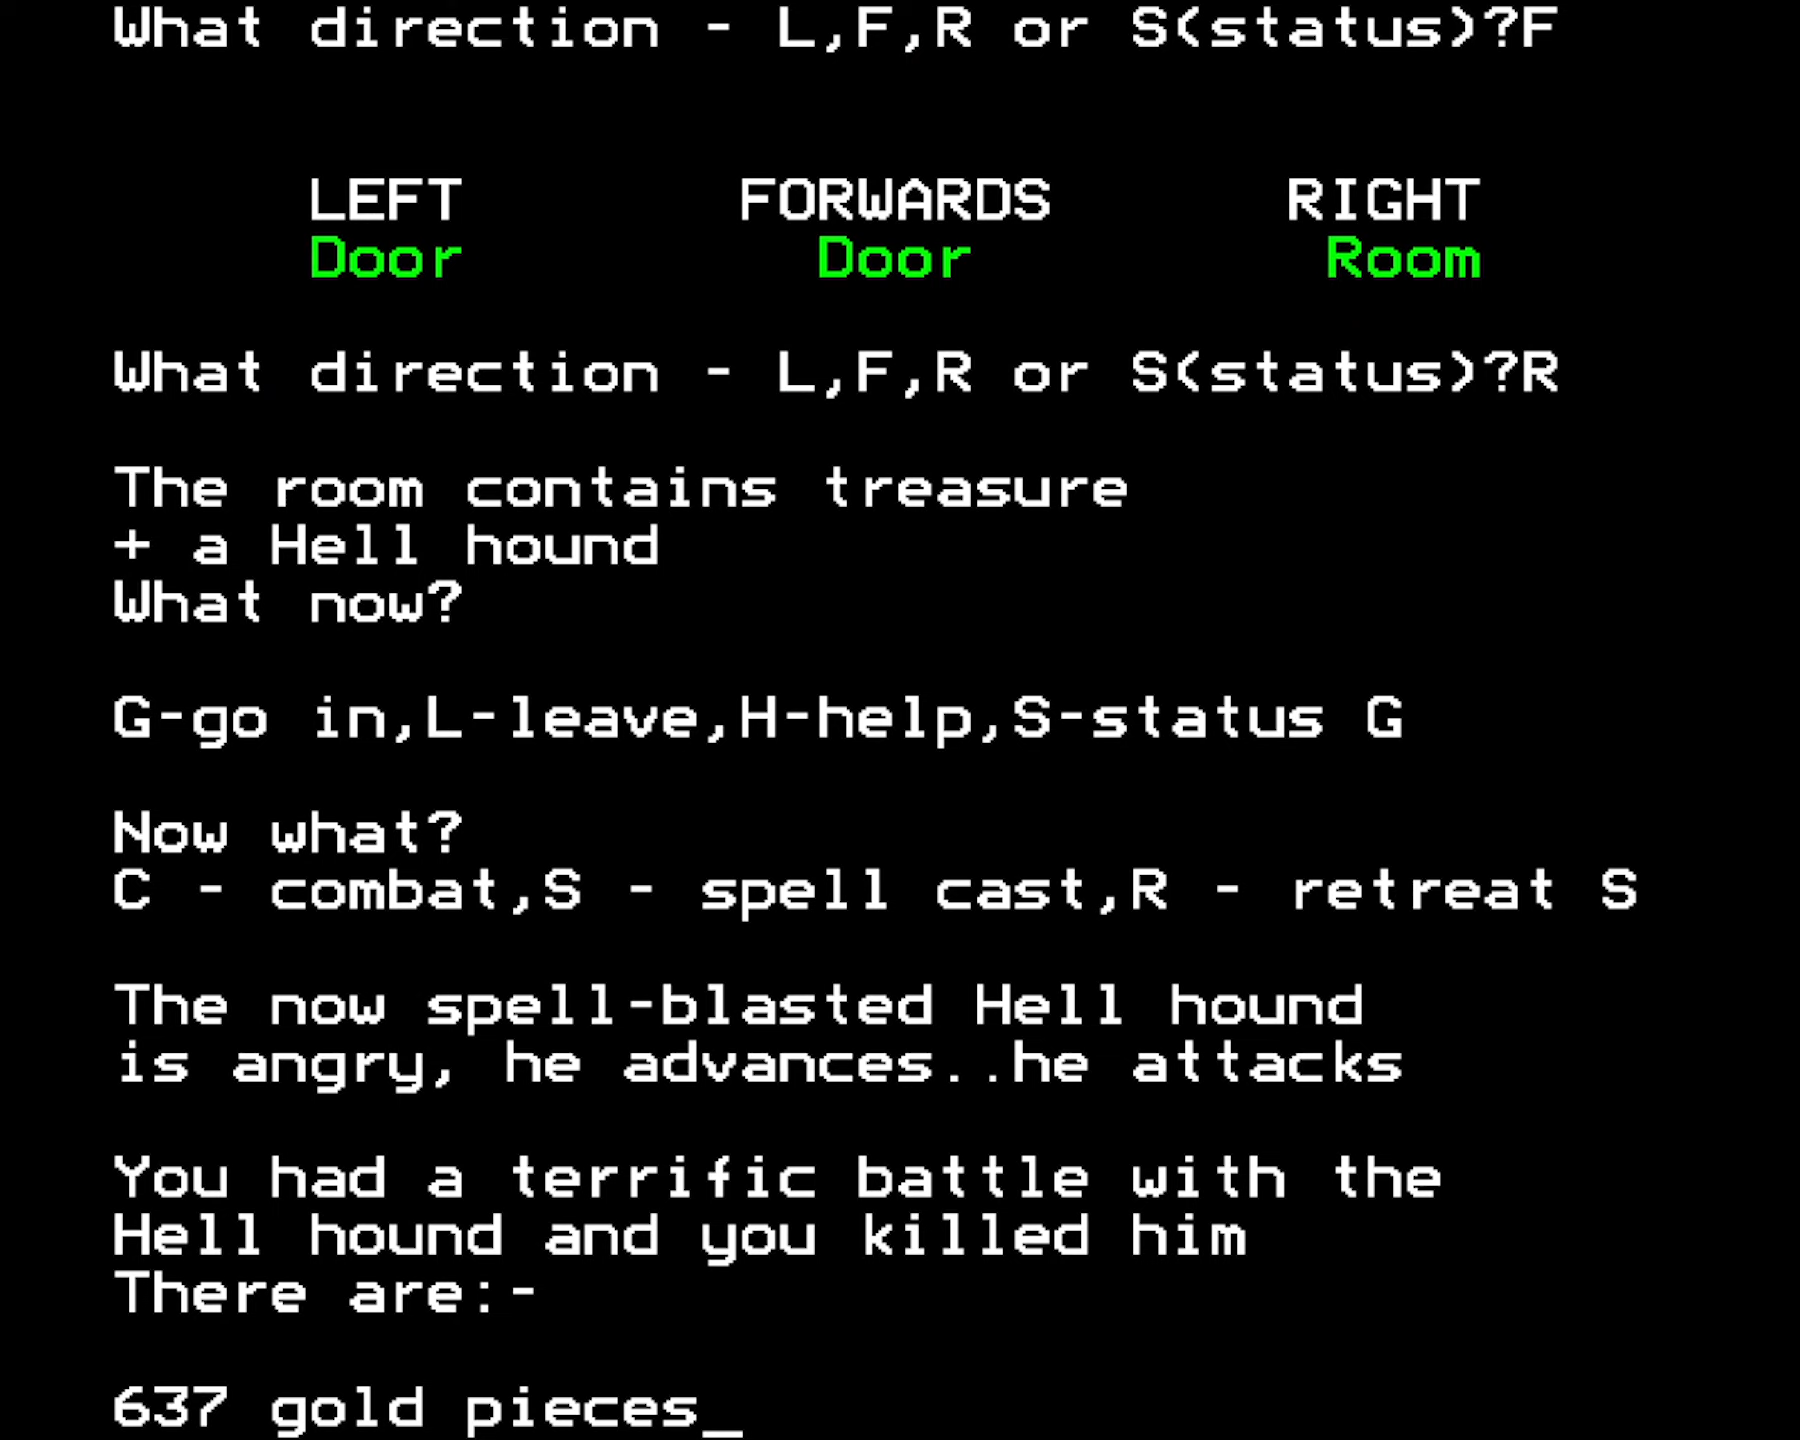 What direction - L,F,R or S(status)?F
LEFT FORWARDS RIGHT
Door Door Room
What direction - L,F,R or S(status)?R
The room contains treasure
+ a Hell hound
What now?
G-go in,L-leave,H-help,S-status G
Now what?
C - combat,S - spell cast,R - retreat S
The now spell-blasted Hell hound
is angry, he advances..he attacks
You had a terrific battle with the
Hell hound and you killed him
There are:-
637 gold pieces_